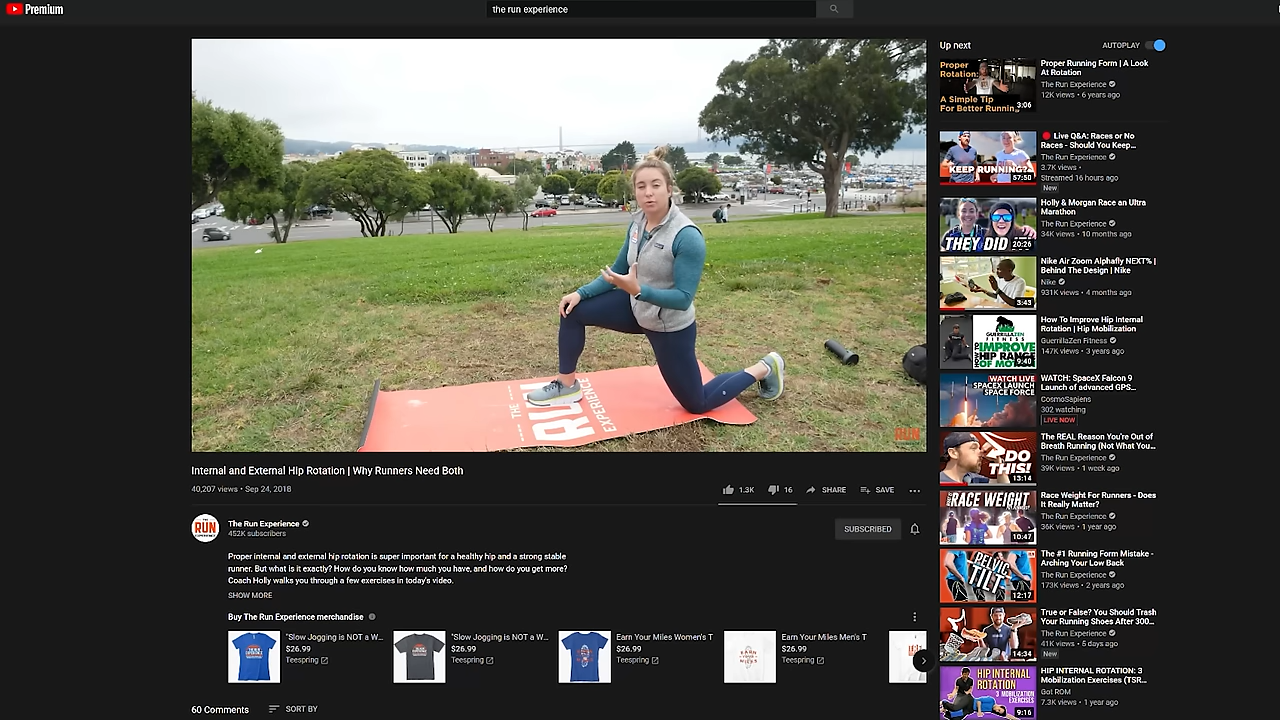 Premium
the run experience
THE
RUN
EXPERIENCE
RUN
Internal and External Hip Rotation | Why Runners Need Both
40,207 views • Sep 24, 2018
1.3K
16
SHARE
SAVE
RUN
The Run Experience
452K subscribers
SUBSCRIBED
Proper internal and external hip rotation is super important for a healthy hip and a strong stable
runner. But what is it exactly? How do you know how much you have, and how do you get more?
Coach Holly walks you through a few exercises in today's video.
SHOW MORE
Buy The Run Experience merchandise
"Slow Jogging is NOT a W...
$26.99
Teespring
"Slow Jogging is NOT a W...
$26.99
Teespring
Earn Your Miles Women's T
$26.99
Teespring
Earn Your Miles Men's T
$26.99
Teespring
60 Comments
SORT BY
Up next
AUTOPLAY
Proper
Rotation:
A Simple Tip
For Better Runnin
3:06
Proper Running Form | A Look
At Rotation
The Run Experience
12K views • 6 years ago
KEEP RUNNING?
57:50
Live Q&A: Races or No
Races - Should You Keep...
The Run Experience
3.7K views •
Streamed 16 hours ago
New
THEY DID
20:26
Holly & Morgan Race an Ultra
Marathon
The Run Experience
34K views • 10 months ago
3:43
Nike Air Zoom Alphafly NEXT% |
Behind The Design | Nike
Nike
931K views • 4 months ago
GUERRILLAZEN
FITNESS
HOW TO
IMPROVE
HIP RANGE
OF MOT
9:40
How To Improve Hip Internal
Rotation | Hip Mobilization
GuerrillaZen Fitness
147K views • 3 years ago
WATCH LIVE
SPACEX LAUNCH
SPACE FORCE
WATCH: SpaceX Falcon 9
Launch of advanced GPS...
CosmoSapiens
302 watching
LIVE NOW
DO
THIS!
13:14
The REAL Reason You're Out of
Breath Running (Not What You...
The Run Experience
39K views • 1 week ago
RACE WEIGHT
10:47
Race Weight For Runners - Does
It Really Matter?
The Run Experience
36K views • 1 year ago
PELVIC
TILT
12:17
The #1 Running Form Mistake -
Arching Your Low Back
The Run Experience
173K views • 2 years ago
14:34
True or False? You Should Trash
Your Running Shoes After 300...
The Run Experience
41K views • 5 days ago
New
HIP INTERNAL
ROTATION
3 MOBILIZATION
EXERCISES
9:16
HIP INTERNAL ROTATION: 3
Mobilization Exercises (TSR...
Got ROM
7.3K views • 1 year ago